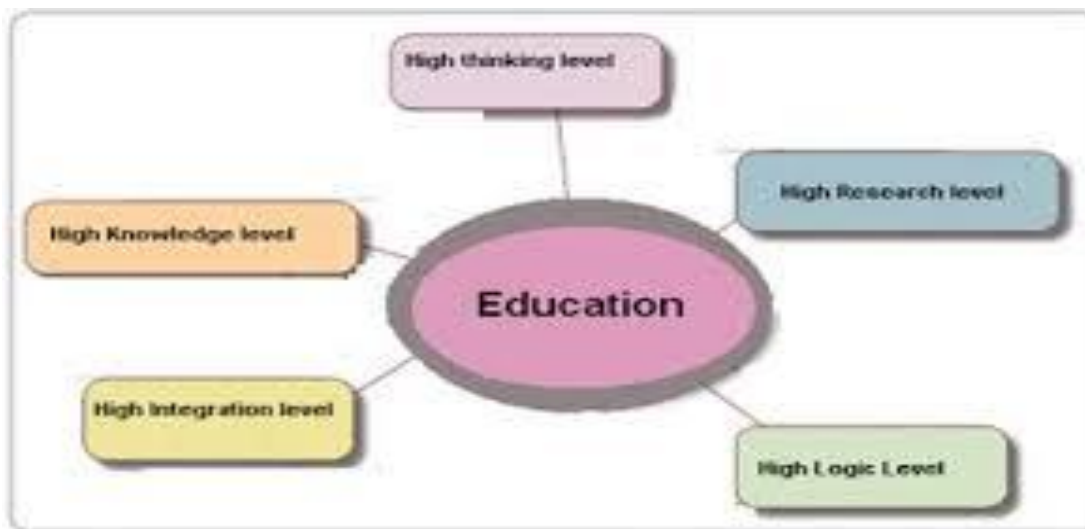 High thinking level
High Research level
High Knowledge level
Education
High Integration level
High Logic Level